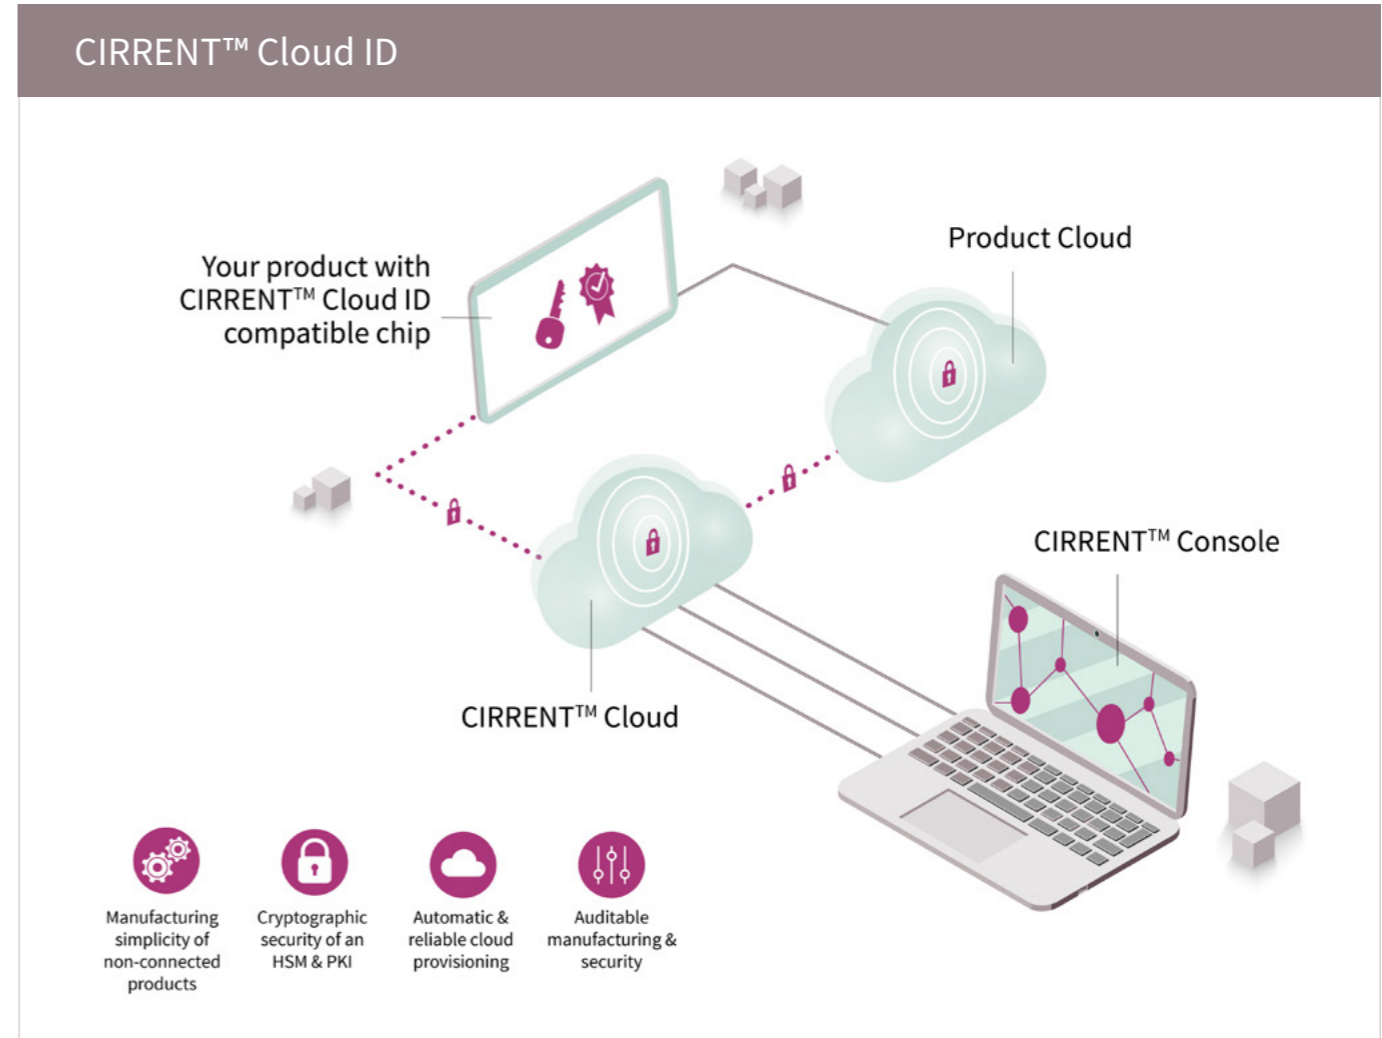 CIRRENT™ Cloud ID
Your product with
CIRRENT™ Cloud ID
compatible chip
Product Cloud
CIRRENT™ Console
CIRRENT™ Cloud
Manufacturing
simplicity of
non-connected
products
Cryptographic
security of an
HSM & PKI
Automatic &
reliable cloud
provisioning
Auditable
manufacturing &
security